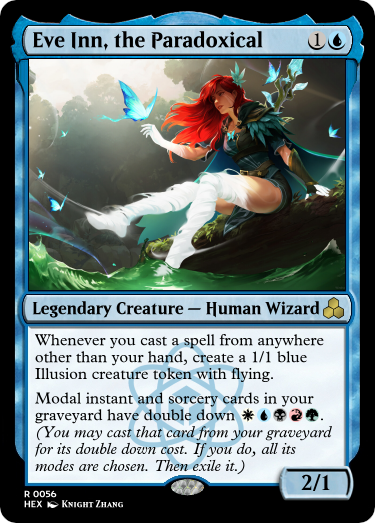 Eve Inn, the Paradoxical 1
Legendary Creature — Human Wizard
Whenever you cast a spell from anywhere
other than your hand, create a 1/1 blue
Illusion creature token with flying.
Modal instant and sorcery cards in your
graveyard have double down .
(You may cast that card from your graveyard
for its double down cost. If you do, all its
modes are chosen. Then exile it.)
2/1
R 0056
HEX Knight Zhang